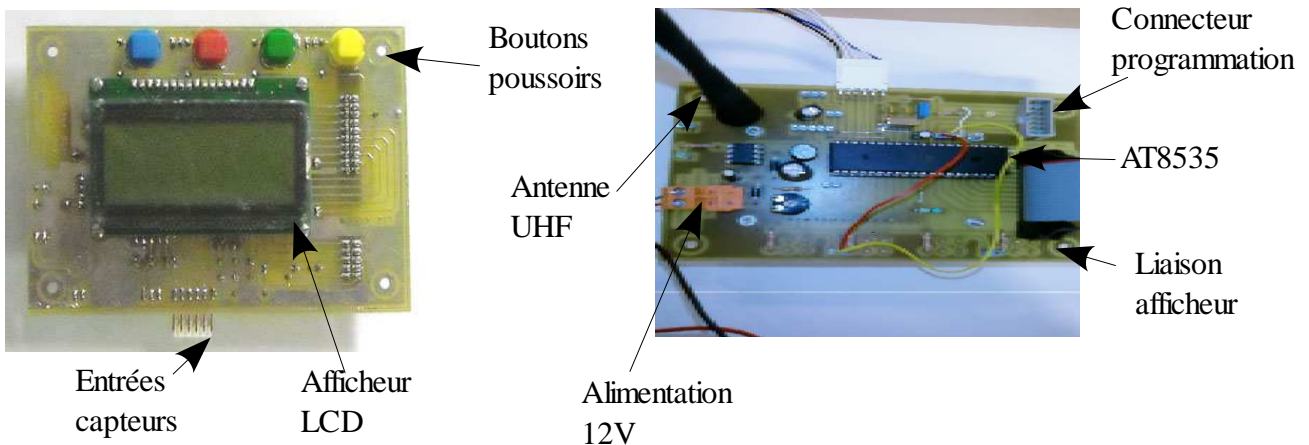 Boutons
poussoirs
Entrées
capteurs
Afficheur
LCD
Antenne
UHF
Alimentation
12V
Connecteur
programmation
AT8535
Liaison
afficheur